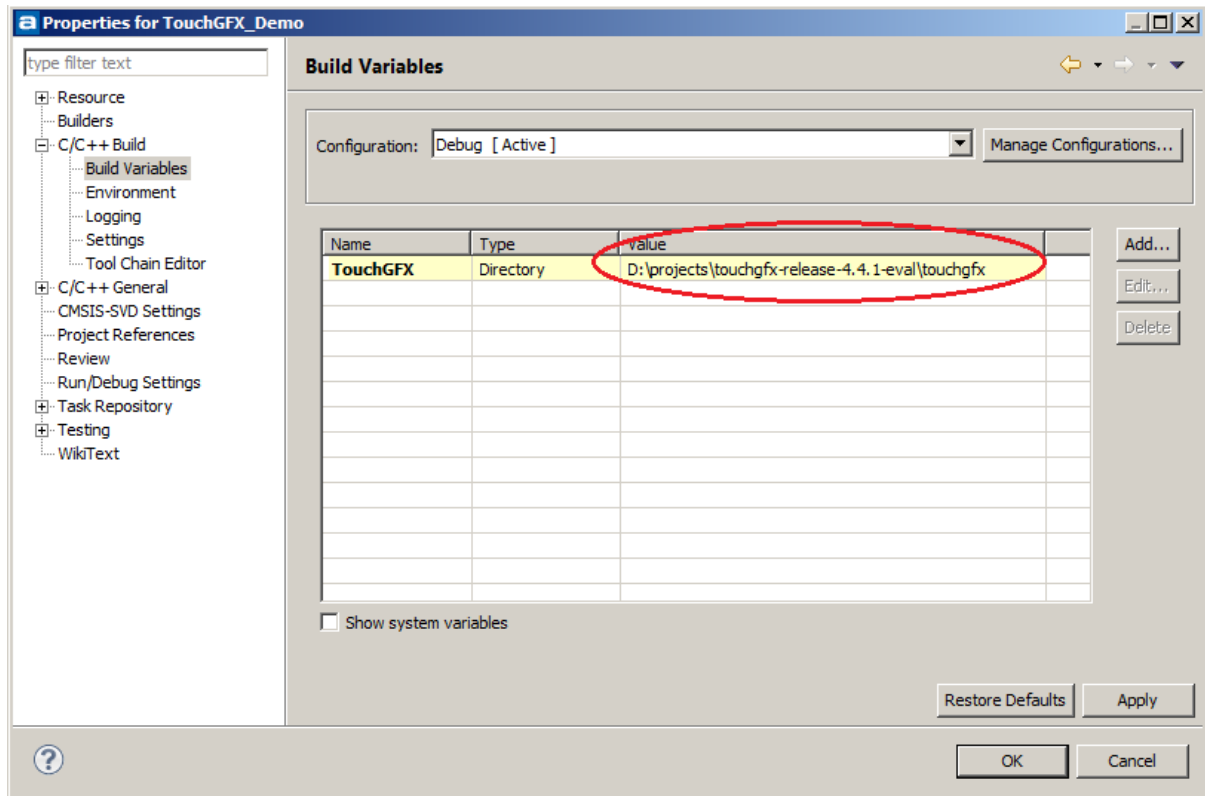 Properties for TouchGFX_Demo
type filter text
Resource
Builders
C/C++ Build
Build Variables
Environment
Logging
Settings
Tool Chain Editor
C/C++ General
CMSIS-SVD Settings
Project References
Review
Run/Debug Settings
Task Repository
Testing
WikiText
Build Variables
Configuration: Debug [ Active ] Manage Configurations...
Name Type Value
TouchGFX Directory D:\projects\touchgfx-release-4.4.1-eval\touchgfx
Add...
Edit...
Delete
Show system variables
Restore Defaults Apply
OK Cancel